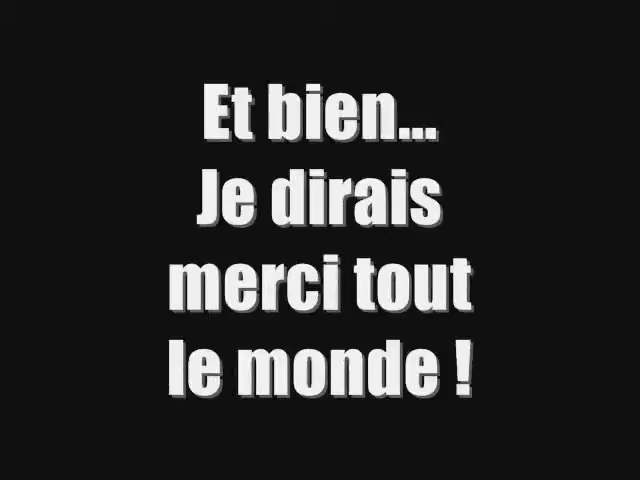 Et bien...
Je dirais
merci tout
le monde !